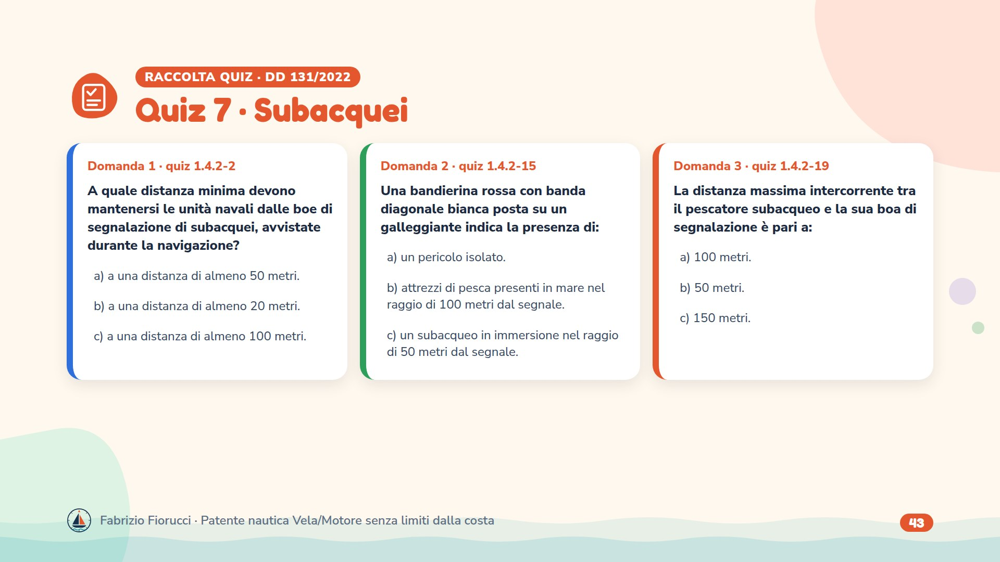 RACCOLTA QUIZ · DD 131/2022
Quiz 7 · Subacquei
Domanda 1 · quiz 1.4.2-2
A quale distanza minima devono
mantenersi le unità navali dalle boe di
segnalazione di subacquei, avvistate
durante la navigazione?
a) a una distanza di almeno 50 metri.
b) a una distanza di almeno 20 metri.
c) a una distanza di almeno 100 metri.
Domanda 2 · quiz 1.4.2-15
Una bandierina rossa con banda
diagonale bianca posta su un
galleggiante indica la presenza di:
a) un pericolo isolato.
b) attrezzi di pesca presenti in mare nel
raggio di 100 metri dal segnale.
c) un subacqueo in immersione nel raggio
di 50 metri dal segnale.
Domanda 3 · quiz 1.4.2-19
La distanza massima intercorrente tra
il pescatore subacqueo e la sua boa di
segnalazione è pari a:
a) 100 metri.
b) 50 metri.
c) 150 metri.
Fabrizio Fiorucci · Patente nautica Vela/Motore senza limiti dalla costa
43